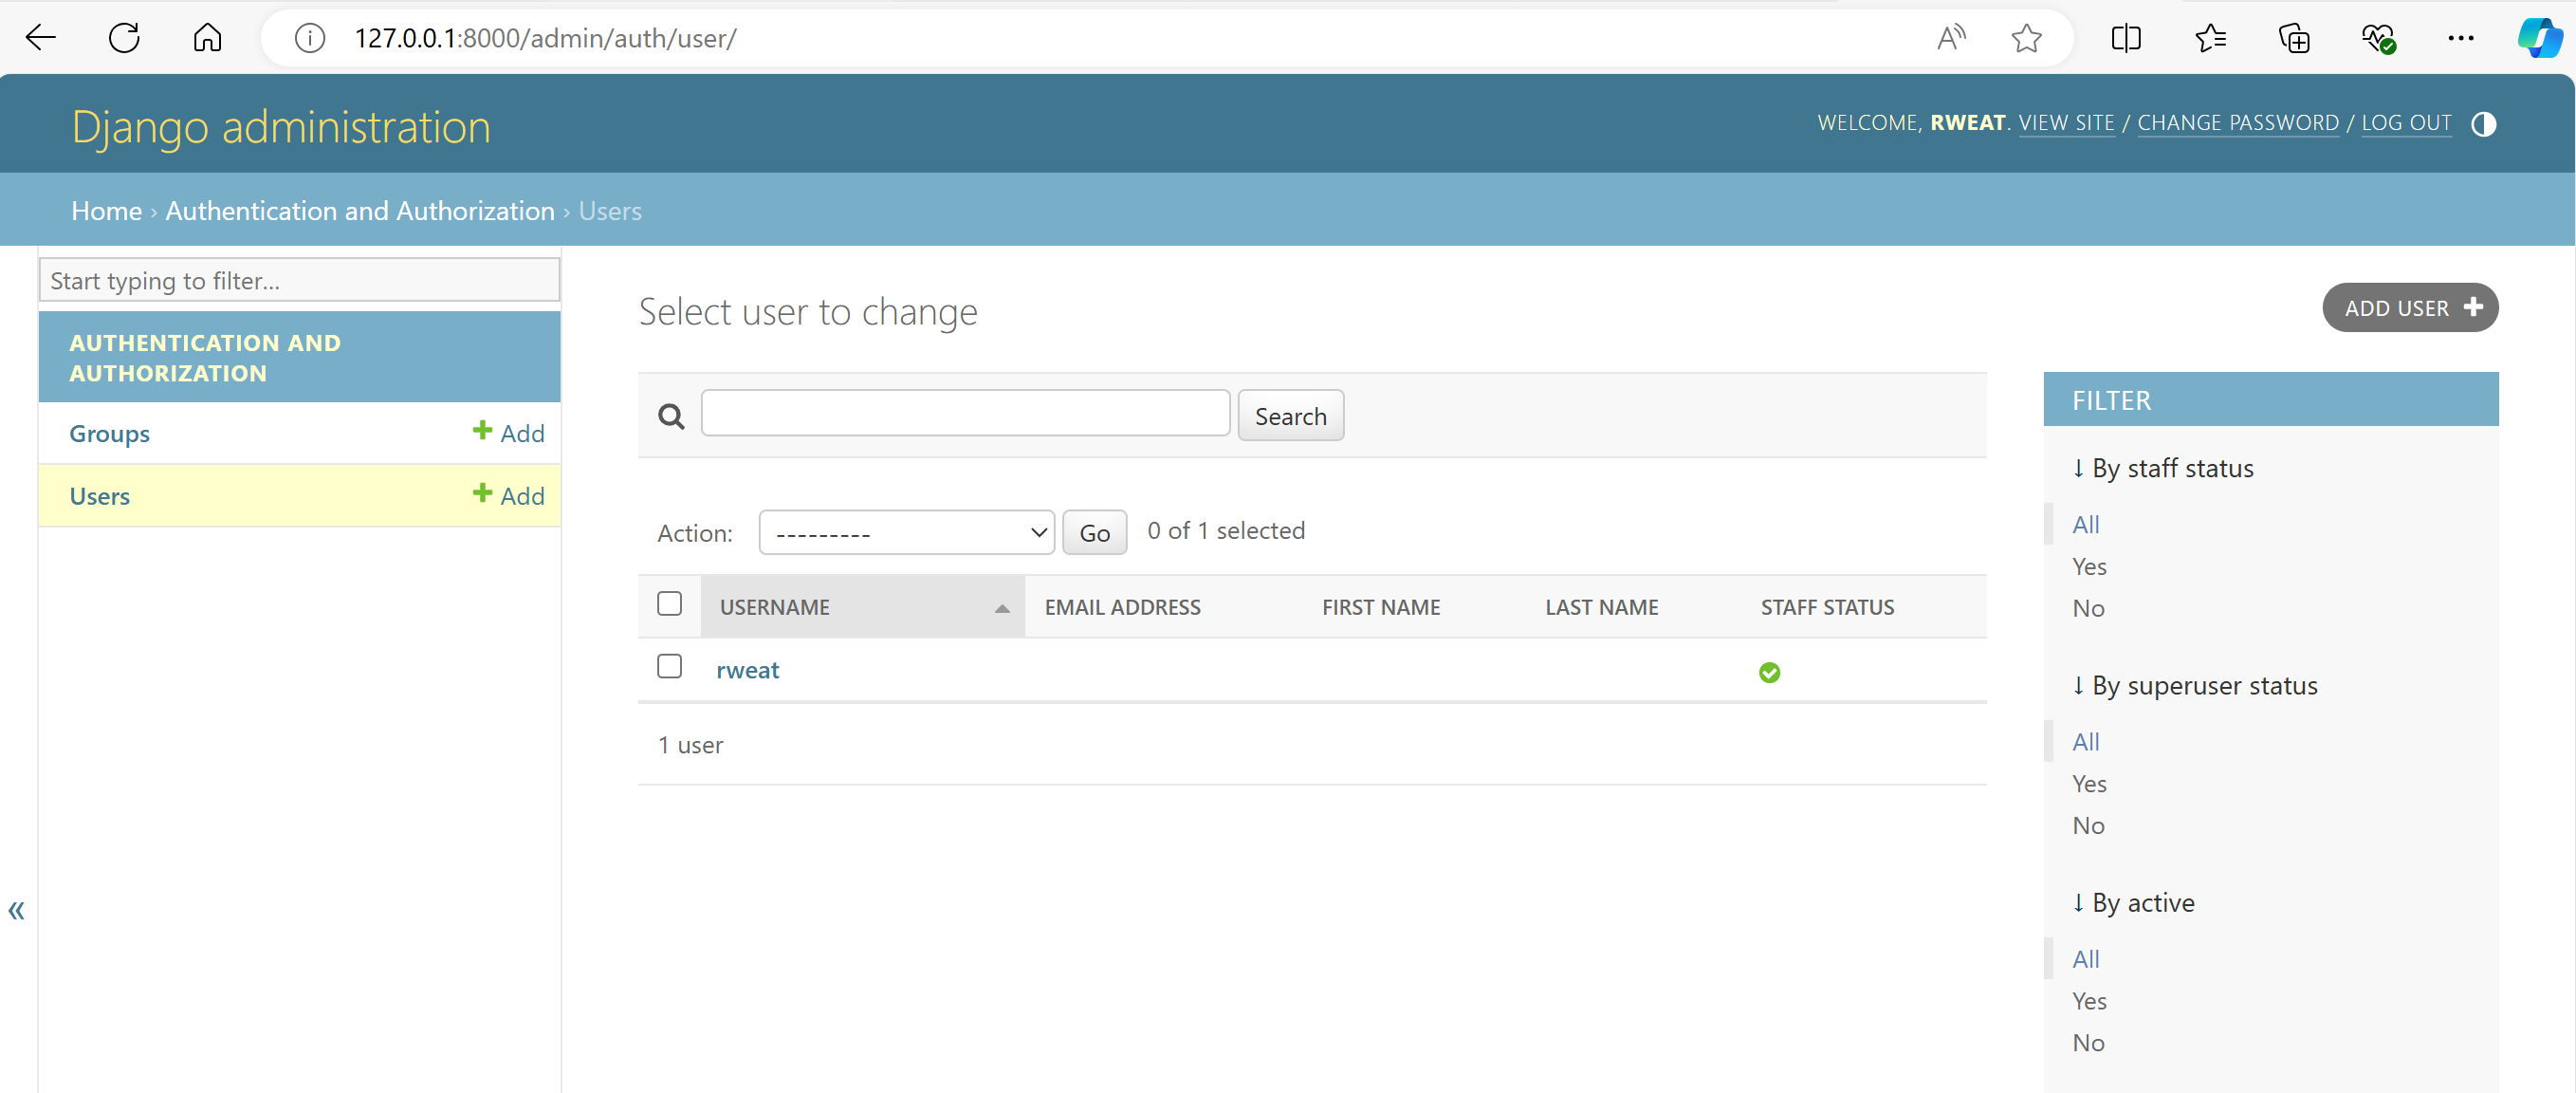 127.0.0.1:8000/admin/auth/user/
Django administration
WELCOME, RWEAT. VIEW SITE / CHANGE PASSWORD / LOG OUT
Home › Authentication and Authorization › Users
Start typing to filter...
AUTHENTICATION AND
AUTHORIZATION
Groups
+ Add
Users
+ Add
«
Select user to change
ADD USER +
Search
Action:
---------
Go
0 of 1 selected
USERNAME
EMAIL ADDRESS
FIRST NAME
LAST NAME
STAFF STATUS
rweat
1 user
FILTER
↓ By staff status
All
Yes
No
↓ By superuser status
All
Yes
No
↓ By active
All
Yes
No